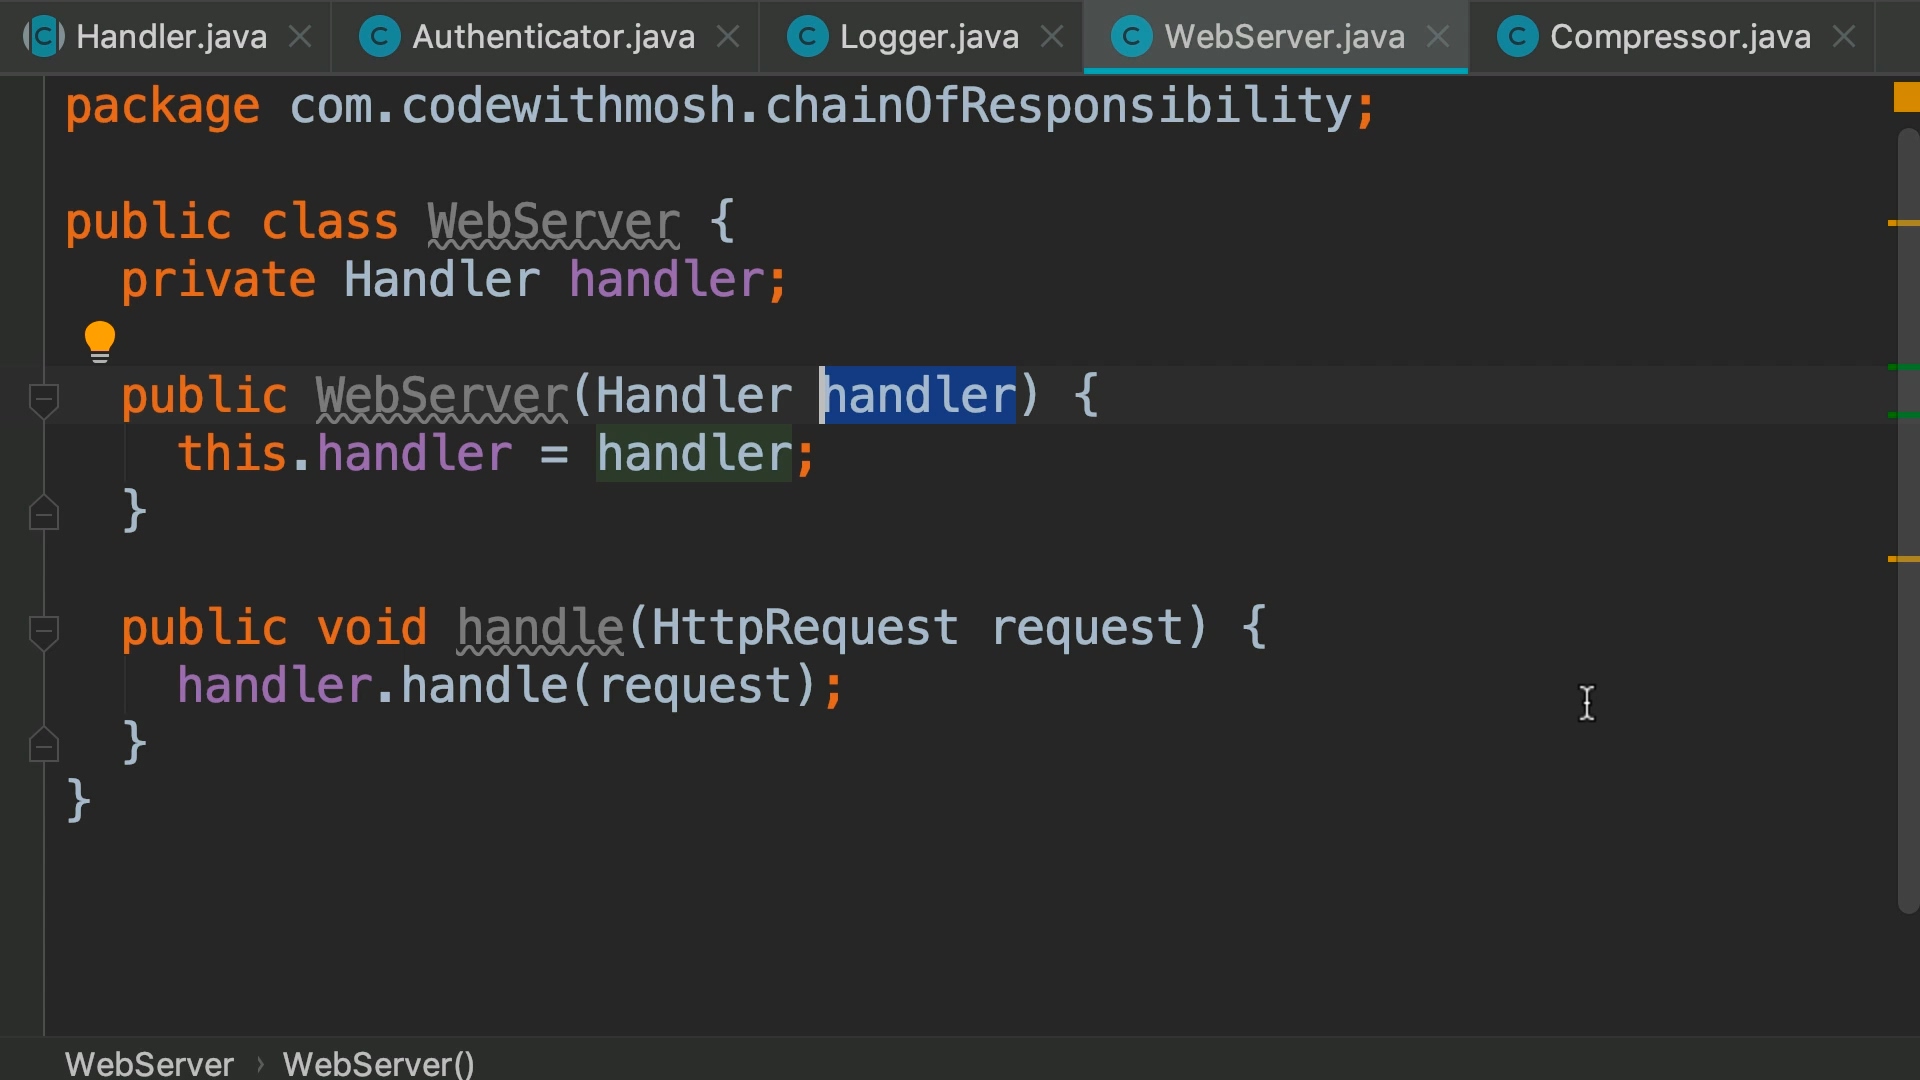 Handler.java Authenticator.java Logger.java WebServer.java Compressor.java
package com.codewithmosh.chainOfResponsibility;
public class WebServer {
private Handler handler;
public WebServer(Handler handler) {
this.handler = handler;
}
public void handle(HttpRequest request) {
handler.handle(request);
}
}
WebServer › WebServer()